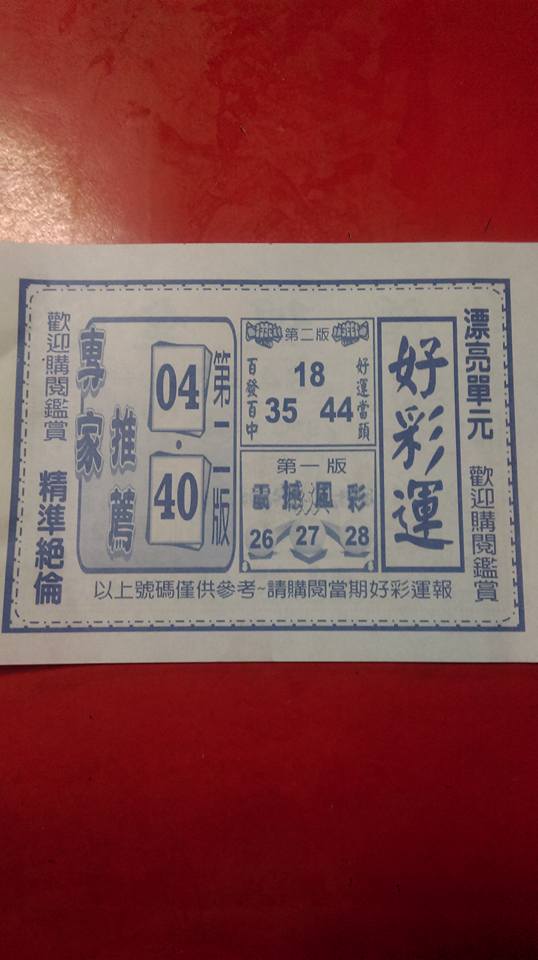 漂亮單元
歡迎購閱鑑賞
好彩運
第二版
好運當頭
18
35 44
百發百中
第一版
震撼風彩
26 27 28
第二版
04
40
專家推薦
歡迎購閱鑑賞
精準絕倫
以上號碼僅供參考~請購閱當期好彩運報